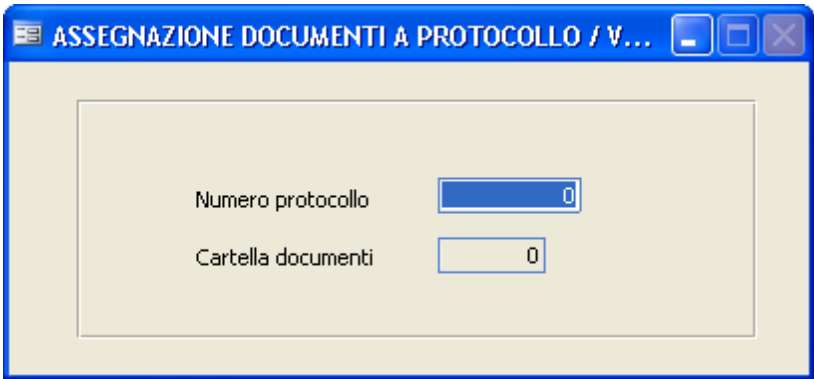 ASSEGNAZIONE DOCUMENTI A PROTOCOLLO / V...
Numero protocollo 0
Cartella documenti 0